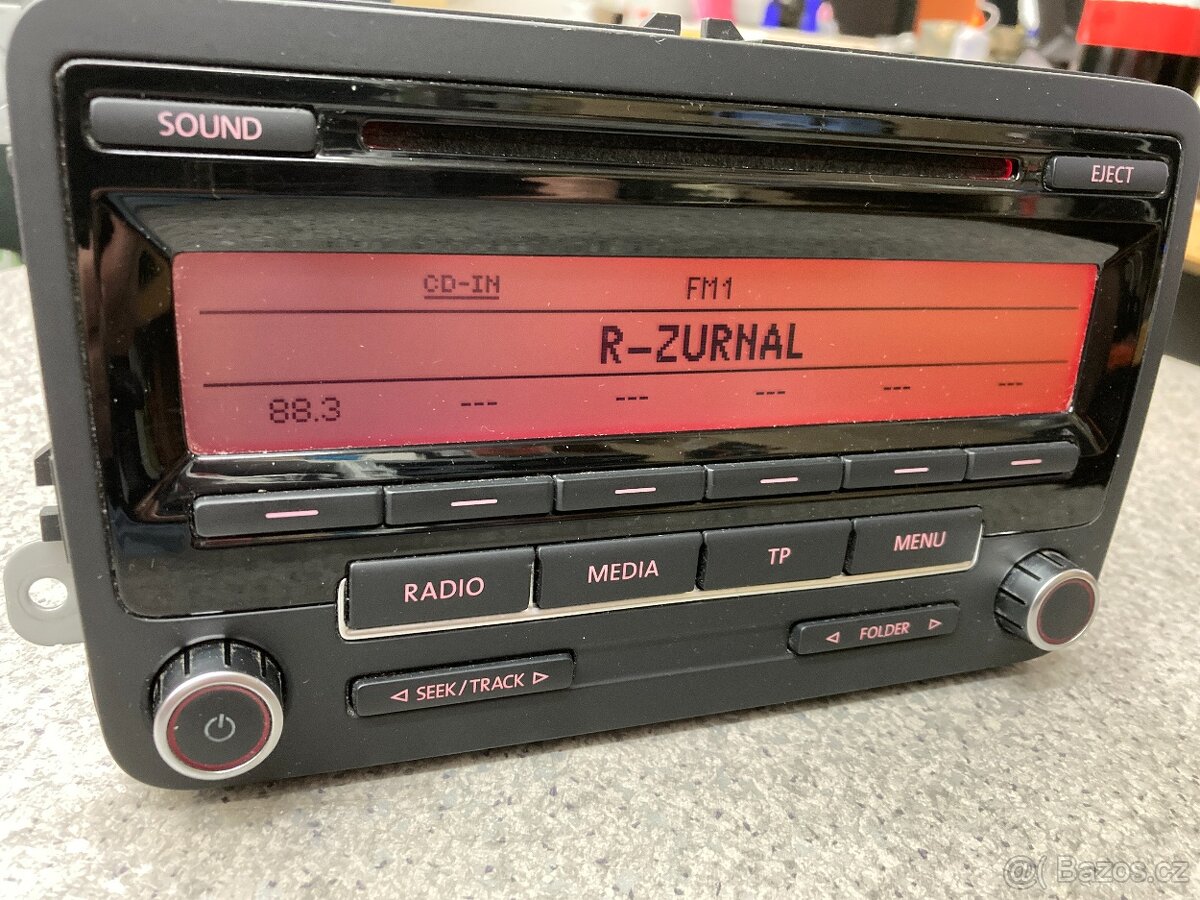 SOUND
EJECT
CD-IN FM1
R-ZURNAL
88.3 --- --- --- --- ---
RADIO MEDIA TP MENU
◁ SEEK/TRACK ▷ ◁ FOLDER ▷
@( Bazos.cz